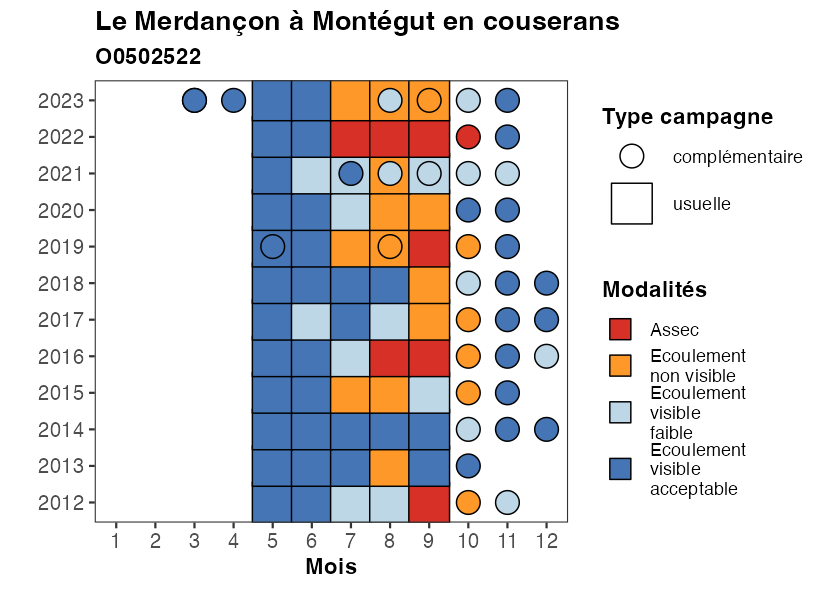 Le Merdançon à Montégut en couserans
O0502522
2023
2022
2021
2020
2019
2018
2017
2016
2015
2014
2013
2012
1 2 3 4 5 6 7 8 9 10 11 12
Mois
Type campagne
complémentaire
usuelle
Modalités
Assec
Ecoulement
non visible
Ecoulement
visible
faible
Ecoulement
visible
acceptable